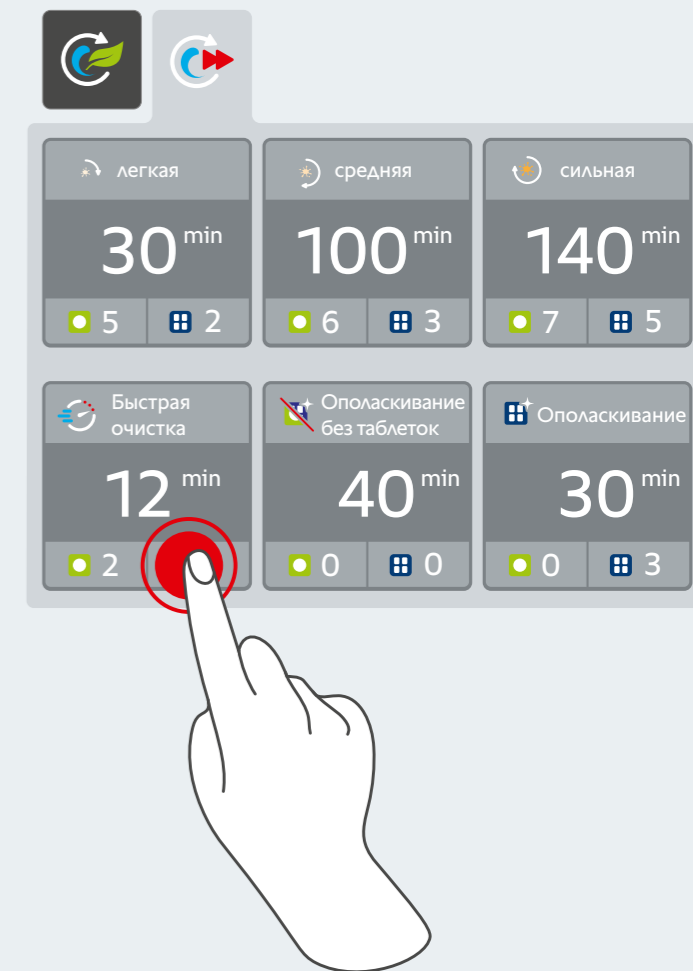 легкая
30 min
5 2
средняя
100 min
6 3
сильная
140 min
7 5
Быстрая
очистка
12 min
2
Ополаскивание
без таблеток
40 min
0 0
Ополаскивание
30 min
0 3